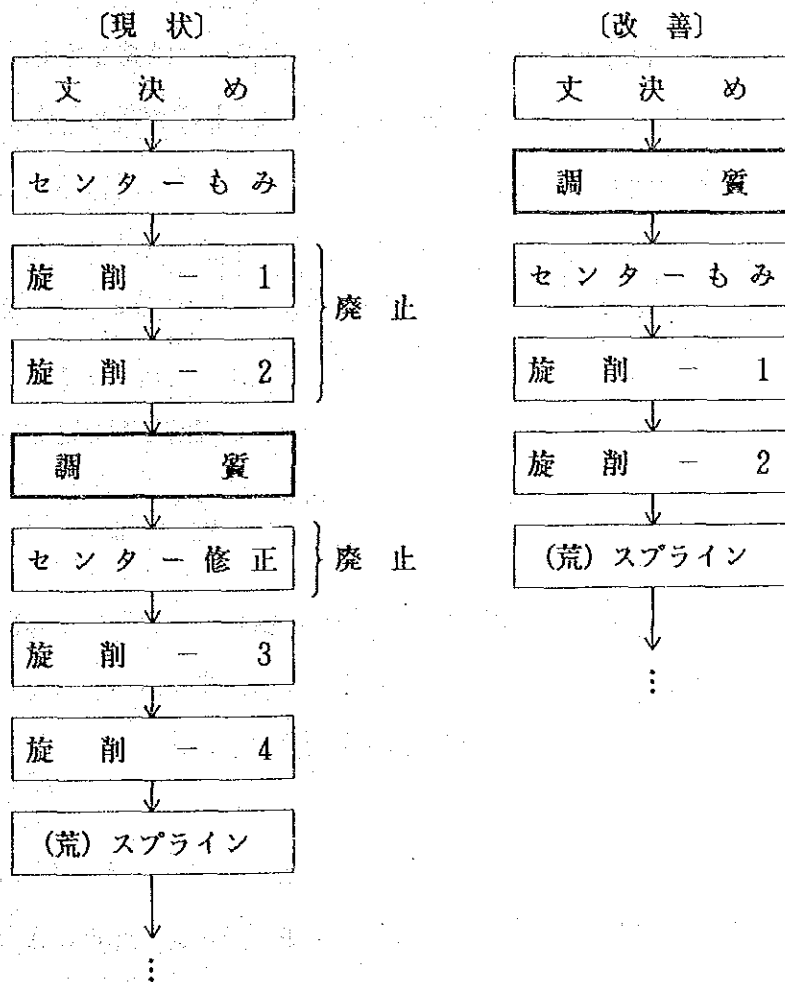 〔現 状〕
丈 決 め
センターもみ
旋 削 － 1
旋 削 － 2
廃 止
調 質
センター修正
廃 止
旋 削 － 3
旋 削 － 4
(荒) スプライン
⋮
〔改 善〕
丈 決 め
調 質
センターもみ
旋 削 － 1
旋 削 － 2
(荒) スプライン
⋮